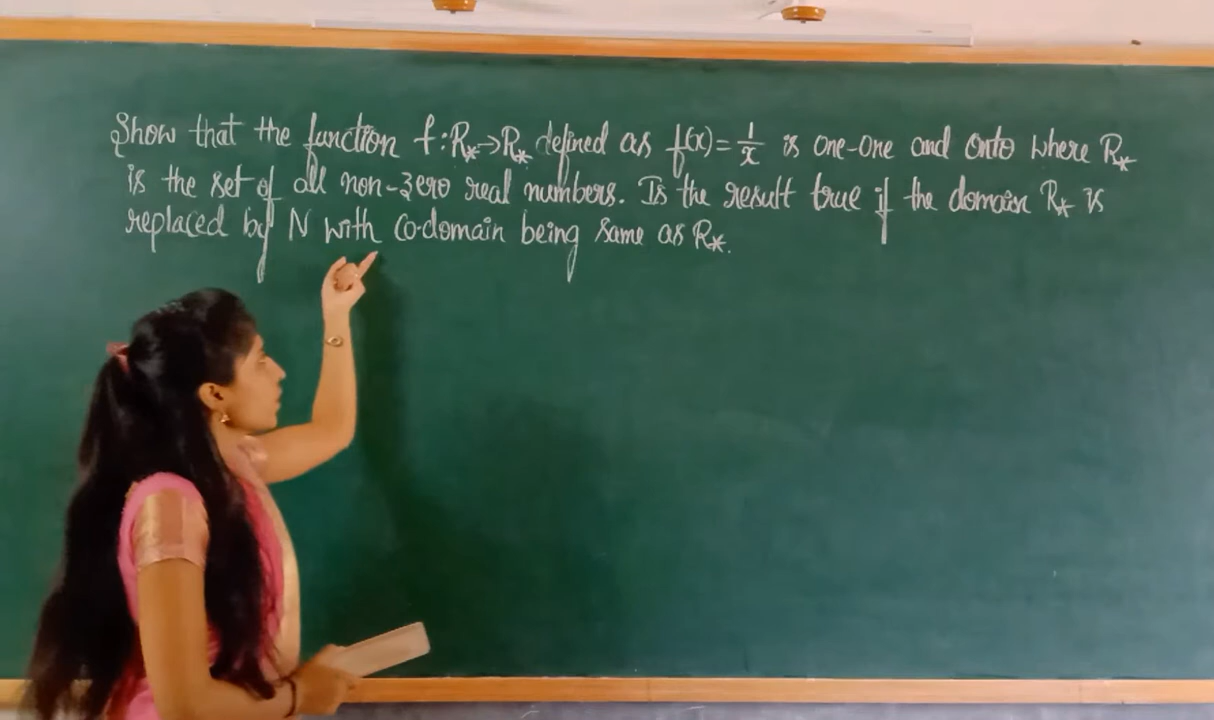 Show that the function f:R*→R* defined as f(x)=1/x is one-one and onto where R*
is the set of all non-zero real numbers. Is the result true if the domain R* is
replaced by N with Co-domain being same as R*.